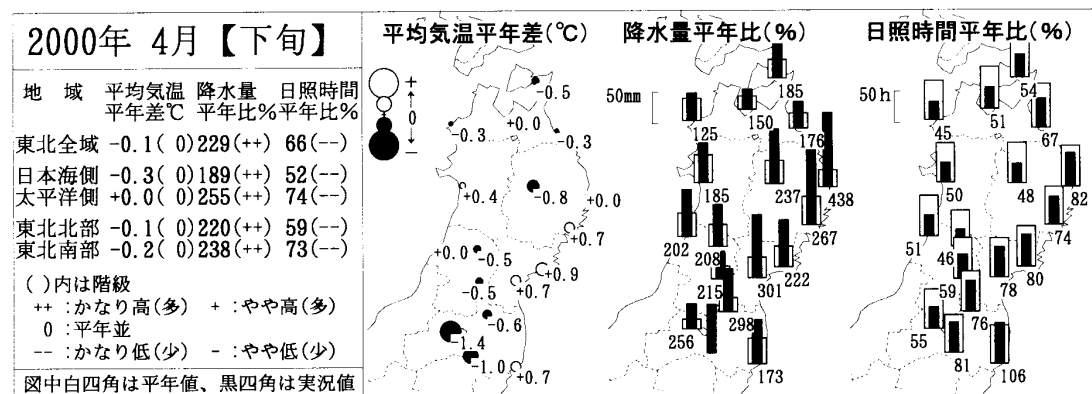 2000年 4月【下旬】
地 域 平均気温 降水量 日照時間
平年差℃ 平年比% 平年比%
東北全域 -0.1( 0) 229(++) 66(--)
日本海側 -0.3( 0) 189(++) 52(--)
太平洋側 +0.0( 0) 255(++) 74(--)
東北北部 -0.1( 0) 220(++) 59(--)
東北南部 -0.2( 0) 238(++) 73(--)
( )内は階級
++ :かなり高(多) + :やや高(多)
0 :平年並
-- :かなり低(少) - :やや低(少)
図中白四角は平年値、黒四角は実況値
平均気温平年差(℃)
+
0
-
-0.5
-0.3 +0.0 -0.3
+0.4 -0.8 +0.0
+0.7
+0.0 -0.5 +0.9
-0.5 +0.7
-0.6
-1.4
-1.0 +0.7
降水量平年比(%)
50mm
185
125 150 176
185 237 438
202 208 267
222
215 301
298
256
173
日照時間平年比(%)
50h
54
45 51 67
50 48 82
51 74
46 80
59 78
76
55
81 106